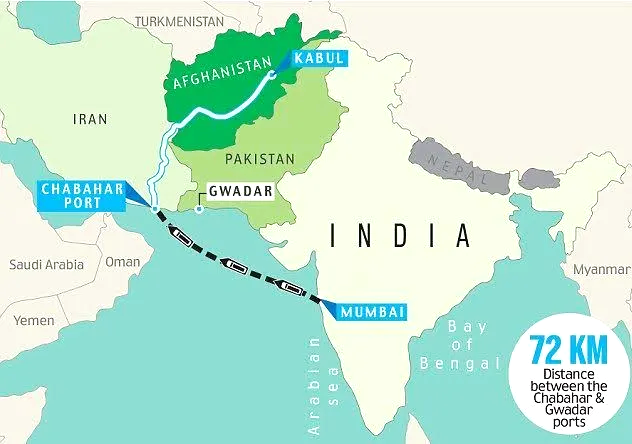 TURKMENISTAN
AFGHANISTAN
KABUL
IRAN
PAKISTAN
NEPAL
CHABAHAR
PORT
GWADAR
INDIA
Saudi Arabia
Oman
Myanmar
Yemen
MUMBAI
Arabian
sea
Bay
of
Bengal
72 KM
Distance
between the
Chabahar &
Gwadar
ports